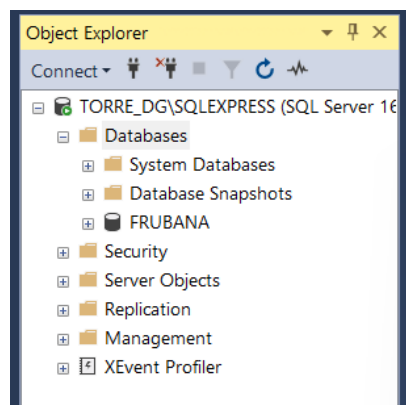 Object Explorer
Connect
TORRE_DG\SQLEXPRESS (SQL Server 16
Databases
System Databases
Database Snapshots
FRUBANA
Security
Server Objects
Replication
Management
XEvent Profiler